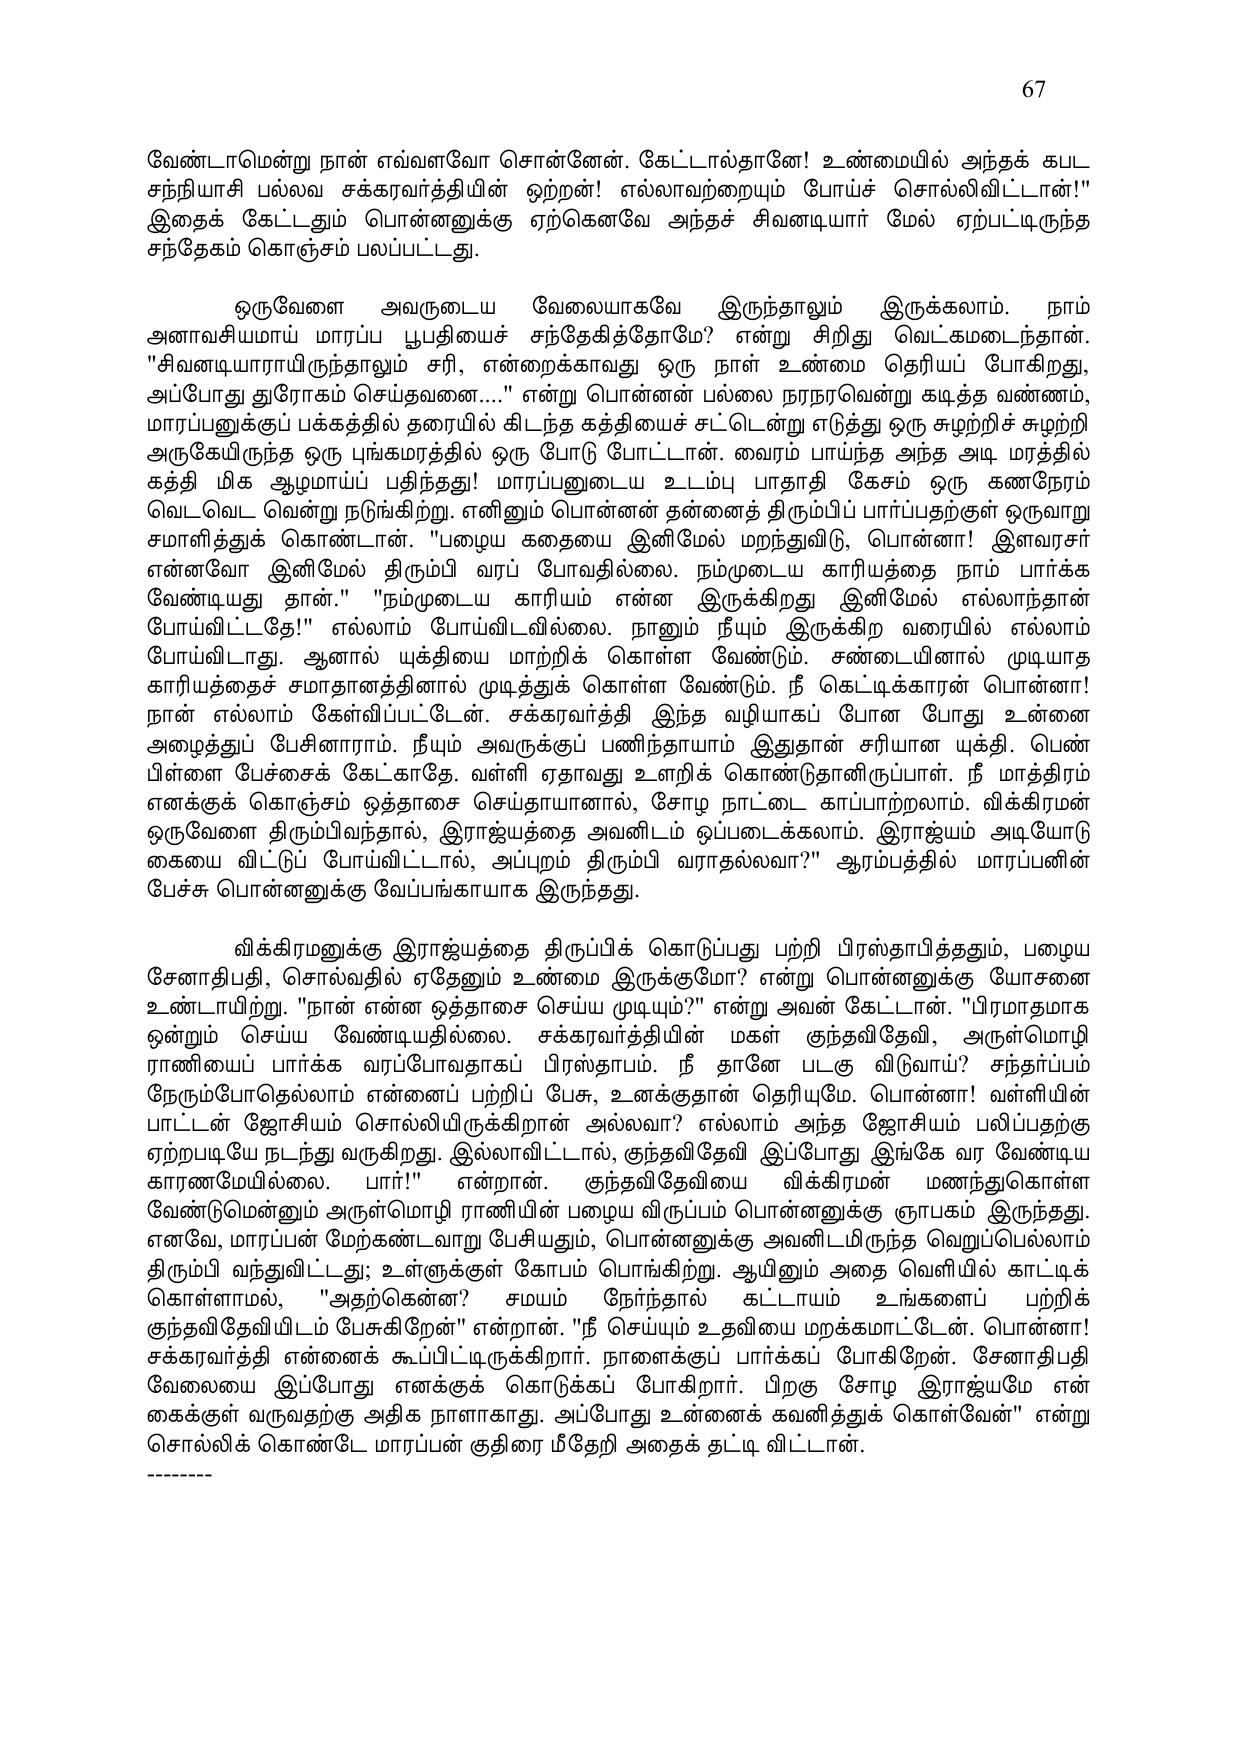 67
வேண்டாமென்று நான் எவ்வளவோ சொன்னேன். கேட்டால்தானே! உண்மையில் அந்தக் கபட
சந்நியாசி பல்லவ சக்கரவர்த்தியின் ஒற்றன்! எல்லாவற்றையும் போய்ச் சொல்லிவிட்டான்!"
இதைக் கேட்டதும் பொன்னனுக்கு ஏற்கெனவே அந்தச் சிவனடியார் மேல் ஏற்பட்டிருந்த
சந்தேகம் கொஞ்சம் பலப்பட்டது.
ஒருவேளை அவருடைய வேலையாகவே இருந்தாலும் இருக்கலாம். நாம்
அனாவசியமாய் மாரப்ப பூபதியைச் சந்தேகித்தோமே? என்று சிறிது வெட்கமடைந்தான்.
"சிவனடியாராயிருந்தாலும் சரி, என்றைக்காவது ஒரு நாள் உண்மை தெரியப் போகிறது,
அப்போது துரோகம் செய்தவனை...." என்று பொன்னன் பல்லை நரநரவென்று கடித்த வண்ணம்,
மாரப்பனுக்குப் பக்கத்தில் தரையில் கிடந்த கத்தியைச் சட்டென்று எடுத்து ஒரு சுழற்றிச் சுழற்றி
அருகேயிருந்த ஒரு புங்கமரத்தில் ஒரு போடு போட்டான். வைரம் பாய்ந்த அந்த அடி மரத்தில்
கத்தி மிக ஆழமாய்ப் பதிந்தது! மாரப்பனுடைய உடம்பு பாதாதி கேசம் ஒரு கணநேரம்
வெடவெட வென்று நடுங்கிற்று. எனினும் பொன்னன் தன்னைத் திரும்பிப் பார்ப்பதற்குள் ஒருவாறு
சமாளித்துக் கொண்டான். "பழைய கதையை இனிமேல் மறந்துவிடு, பொன்னா! இளவரசர்
என்னவோ இனிமேல் திரும்பி வரப் போவதில்லை. நம்முடைய காரியத்தை நாம் பார்க்க
வேண்டியது தான்." "நம்முடைய காரியம் என்ன இருக்கிறது இனிமேல் எல்லாந்தான்
போய்விட்டதே!" எல்லாம் போய்விடவில்லை. நானும் நீயும் இருக்கிற வரையில் எல்லாம்
போய்விடாது. ஆனால் யுக்தியை மாற்றிக் கொள்ள வேண்டும். சண்டையினால் முடியாத
காரியத்தைச் சமாதானத்தினால் முடித்துக் கொள்ள வேண்டும். நீ கெட்டிக்காரன் பொன்னா!
நான் எல்லாம் கேள்விப்பட்டேன். சக்கரவர்த்தி இந்த வழியாகப் போன போது உன்னை
அழைத்துப் பேசினாராம். நீயும் அவருக்குப் பணிந்தாயாம் இதுதான் சரியான யுக்தி. பெண்
பிள்ளை பேச்சைக் கேட்காதே. வள்ளி ஏதாவது உளறிக் கொண்டுதானிருப்பாள். நீ மாத்திரம்
எனக்குக் கொஞ்சம் ஒத்தாசை செய்தாயானால், சோழ நாட்டை காப்பாற்றலாம். விக்கிரமன்
ஒருவேளை திரும்பிவந்தால், இராஜ்யத்தை அவனிடம் ஒப்படைக்கலாம். இராஜ்யம் அடியோடு
கையை விட்டுப் போய்விட்டால், அப்புறம் திரும்பி வராதல்லவா?" ஆரம்பத்தில் மாரப்பனின்
பேச்சு பொன்னனுக்கு வேப்பங்காயாக இருந்தது.
விக்கிரமனுக்கு இராஜ்யத்தை திருப்பிக் கொடுப்பது பற்றி பிரஸ்தாபித்ததும், பழைய
சேனாதிபதி, சொல்வதில் ஏதேனும் உண்மை இருக்குமோ? என்று பொன்னனுக்கு யோசனை
உண்டாயிற்று. "நான் என்ன ஒத்தாசை செய்ய முடியும்?" என்று அவன் கேட்டான். "பிரமாதமாக
ஒன்றும் செய்ய வேண்டியதில்லை. சக்கரவர்த்தியின் மகள் குந்தவிதேவி, அருள்மொழி
ராணியைப் பார்க்க வரப்போவதாகப் பிரஸ்தாபம். நீ தானே படகு விடுவாய்? சந்தர்ப்பம்
நேரும்போதெல்லாம் என்னைப் பற்றிப் பேசு, உனக்குதான் தெரியுமே. பொன்னா! வள்ளியின்
பாட்டன் ஜோசியம் சொல்லியிருக்கிறான் அல்லவா? எல்லாம் அந்த ஜோசியம் பலிப்பதற்கு
ஏற்றபடியே நடந்து வருகிறது. இல்லாவிட்டால், குந்தவிதேவி இப்போது இங்கே வர வேண்டிய
காரணமேயில்லை. பார்!" என்றான். குந்தவிதேவியை விக்கிரமன் மணந்துகொள்ள
வேண்டுமென்னும் அருள்மொழி ராணியின் பழைய விருப்பம் பொன்னனுக்கு ஞாபகம் இருந்தது.
எனவே, மாரப்பன் மேற்கண்டவாறு பேசியதும், பொன்னனுக்கு அவனிடமிருந்த வெறுப்பெல்லாம்
திரும்பி வந்துவிட்டது; உள்ளுக்குள் கோபம் பொங்கிற்று. ஆயினும் அதை வெளியில் காட்டிக்
கொள்ளாமல், "அதற்கென்ன? சமயம் நேர்ந்தால் கட்டாயம் உங்களைப் பற்றிக்
குந்தவிதேவியிடம் பேசுகிறேன்" என்றான். "நீ செய்யும் உதவியை மறக்கமாட்டேன். பொன்னா!
சக்கரவர்த்தி என்னைக் கூப்பிட்டிருக்கிறார். நாளைக்குப் பார்க்கப் போகிறேன். சேனாதிபதி
வேலையை இப்போது எனக்குக் கொடுக்கப் போகிறார். பிறகு சோழ இராஜ்யமே என்
கைக்குள் வருவதற்கு அதிக நாளாகாது. அப்போது உன்னைக் கவனித்துக் கொள்வேன்" என்று
சொல்லிக் கொண்டே மாரப்பன் குதிரை மீதேறி அதைக் தட்டி விட்டான்.
--------